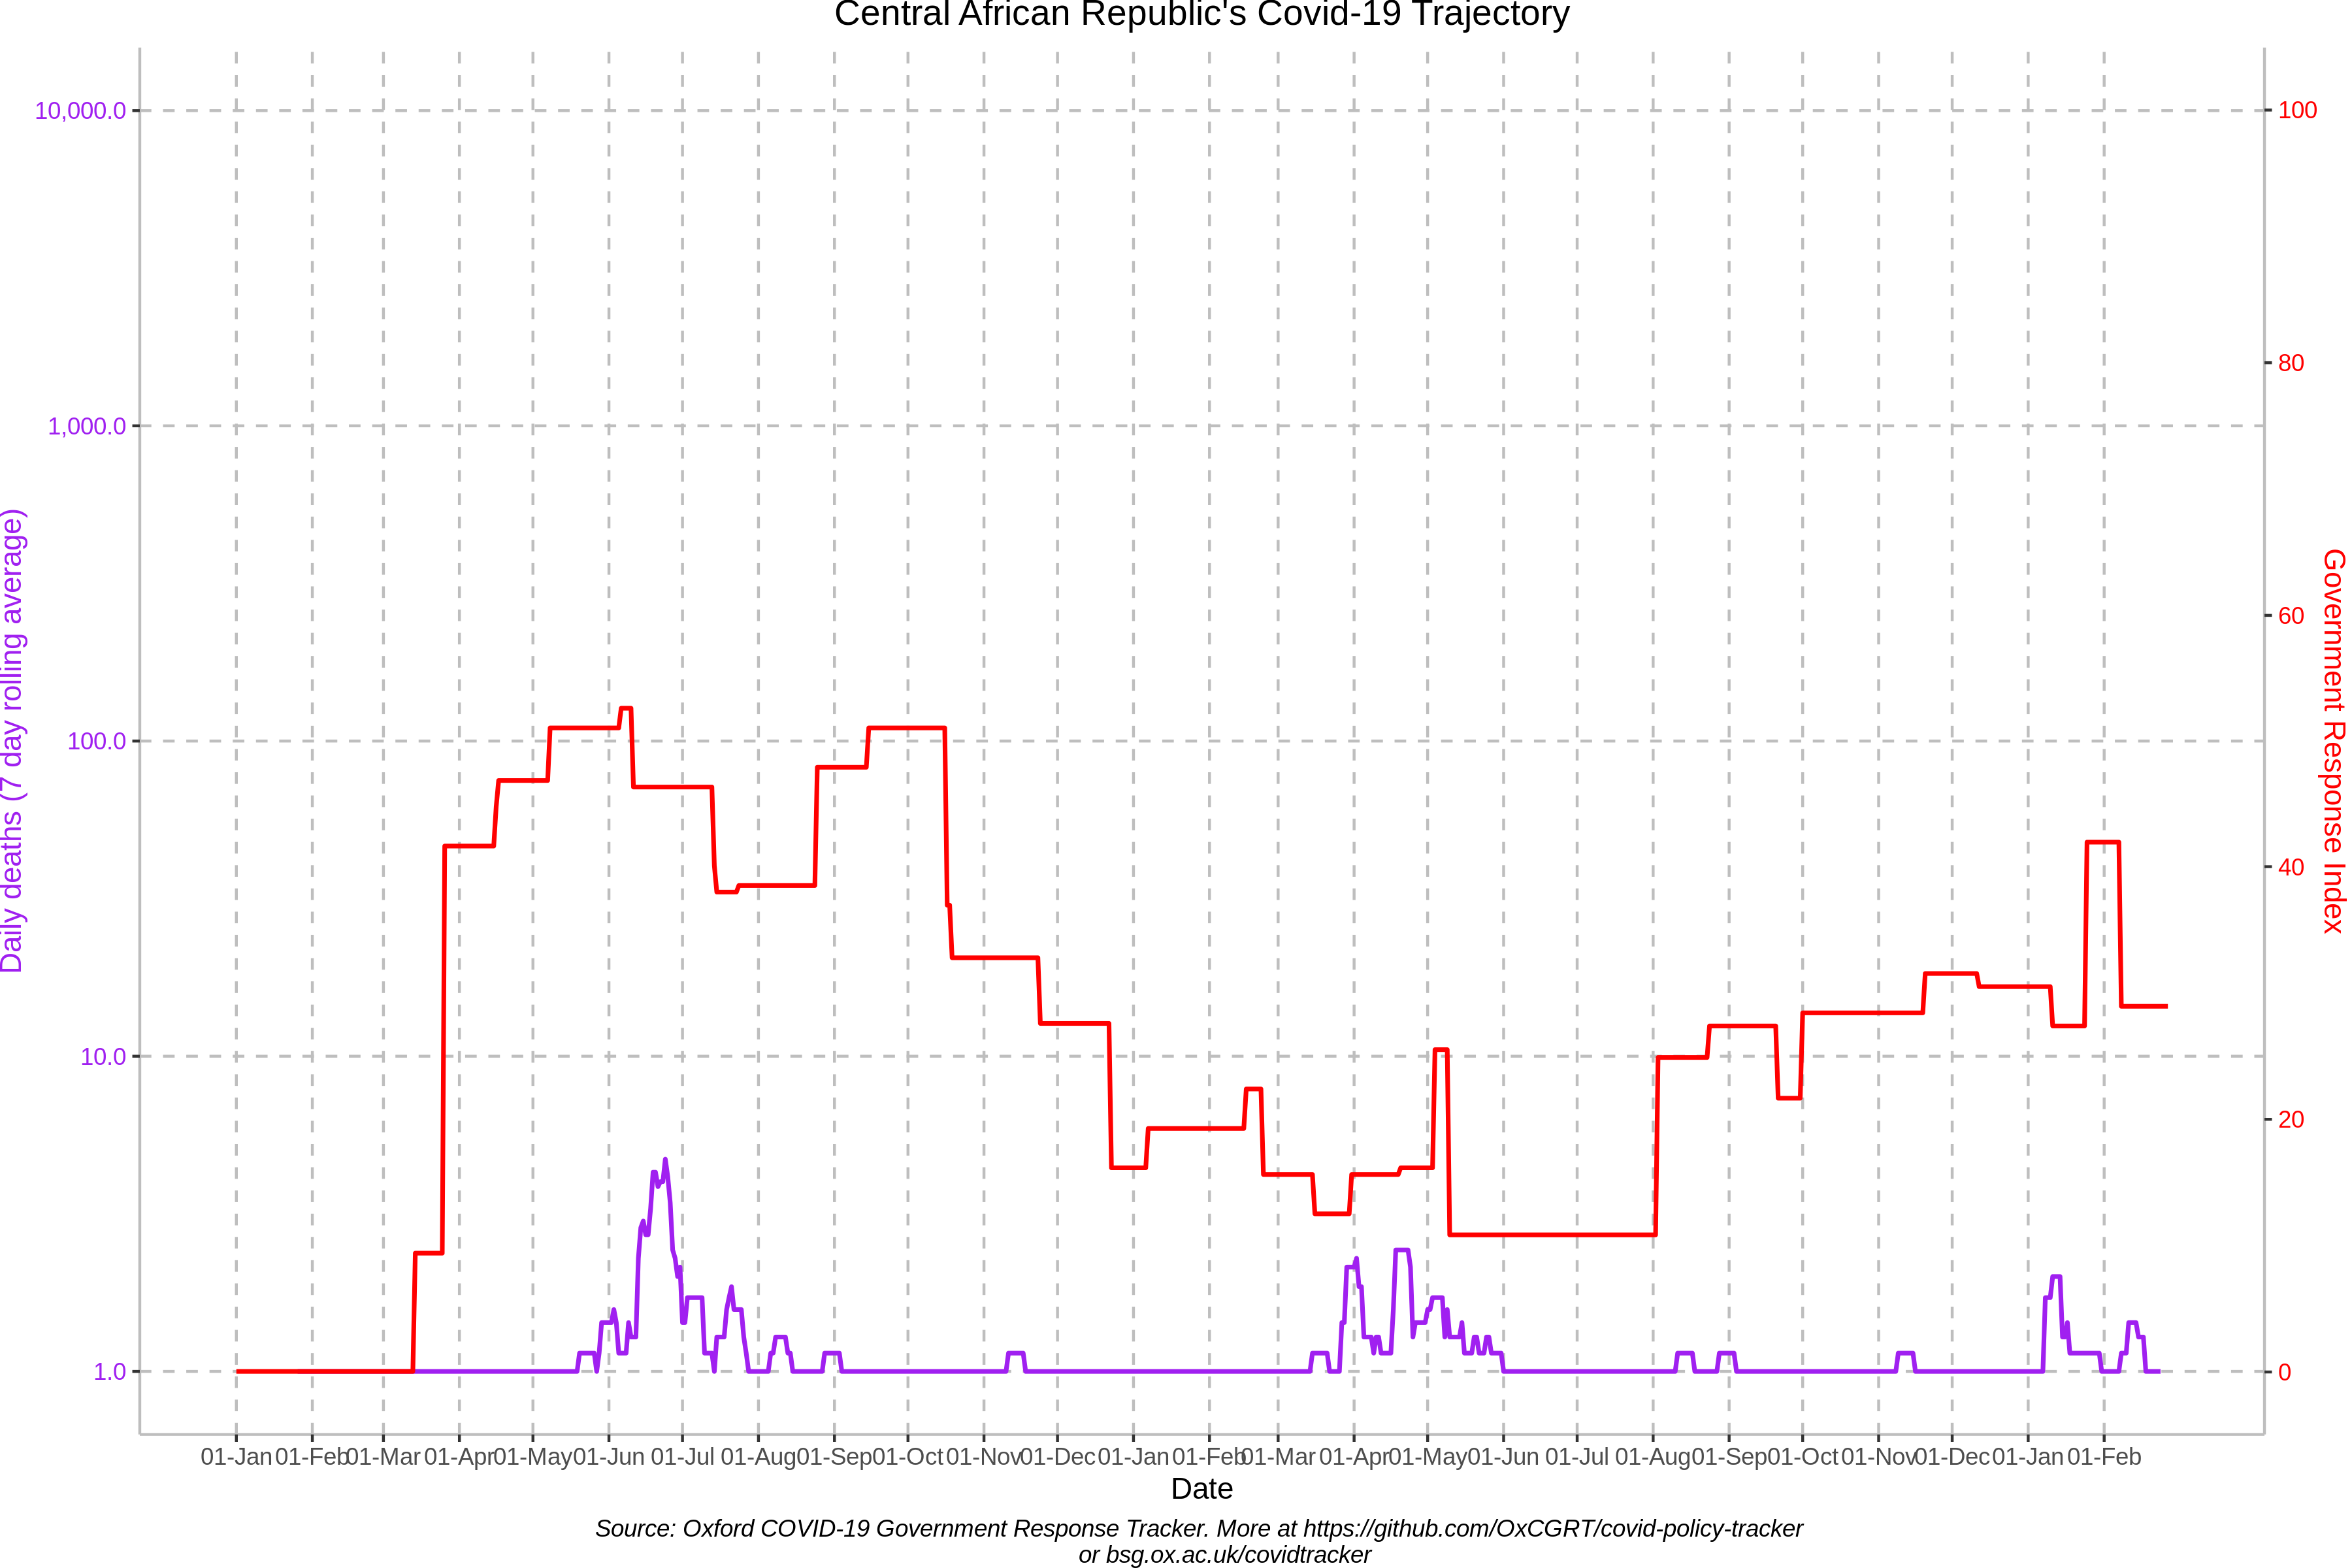 Central African Republic's Covid-19 Trajectory
10,000.0
1,000.0
100.0
10.0
1.0
Daily deaths (7 day rolling average)
100
80
60
40
20
0
Government Response Index
01-Jan 01-Feb 01-Mar 01-Apr 01-May 01-Jun 01-Jul 01-Aug 01-Sep 01-Oct 01-Nov 01-Dec 01-Jan 01-Feb 01-Mar 01-Apr 01-May 01-Jun 01-Jul 01-Aug 01-Sep 01-Oct 01-Nov 01-Dec 01-Jan 01-Feb
Date
Source: Oxford COVID-19 Government Response Tracker. More at https://github.com/OxCGRT/covid-policy-tracker
or bsg.ox.ac.uk/covidtracker